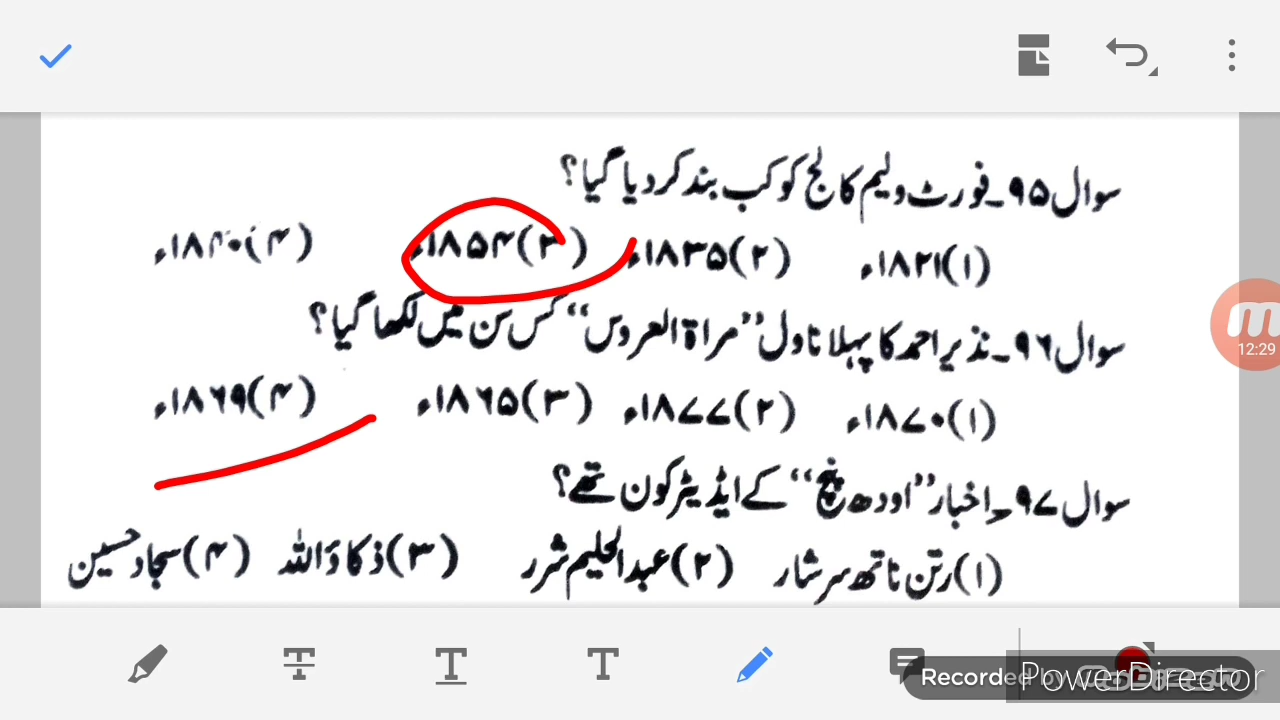 سوال ۹۵۔ فورٹ ولیم کالج کو کب بند کر دیا گیا؟
(۱) ۱۸۲۱ء (۲) ۱۸۳۵ء (۳) ۱۸۵۴ء (۴) ۱۸۴۰ء
سوال ۹۶۔ نذیر احمد کا پہلا ناول ”مراۃ العروس“ کس سن میں لکھا گیا؟
(۱) ۱۸۷۰ء (۲) ۱۸۷۷ء (۳) ۱۸۶۵ء (۴) ۱۸۶۹ء
سوال ۹۷۔ اخبار ”اودھ پنچ“ کے ایڈیٹر کون تھے؟
(۱) رتن ناتھ سرشار (۲) عبدالحلیم شرر (۳) ذکاؤ اللہ (۴) سجاد حسین
12:29
T T T
Recorded by
PowerDirector